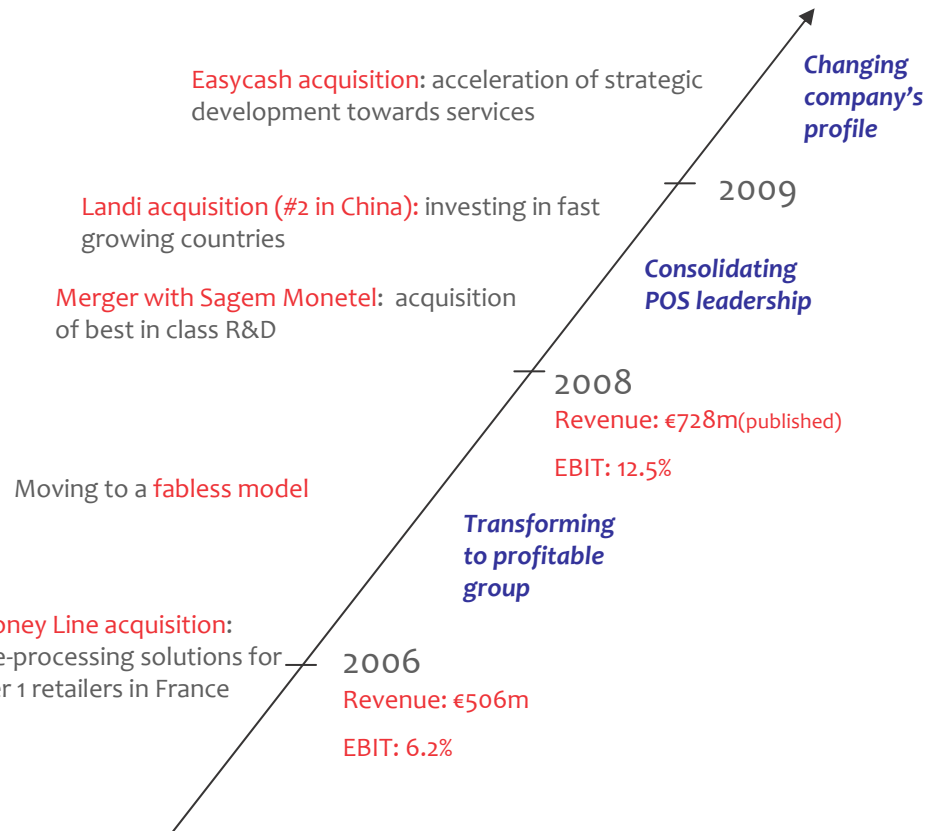 Changing
company's
profile
Easycash acquisition: acceleration of strategic
development towards services
2009
Landi acquisition (#2 in China): investing in fast
growing countries
Consolidating
POS leadership
Merger with Sagem Monetel: acquisition
of best in class R&D
2008
Revenue: €728m(published)
EBIT: 12.5%
Moving to a fabless model
Transforming
to profitable
group
oney Line acquisition:
e-processing solutions for
er 1 retailers in France
2006
Revenue: €506m
EBIT: 6.2%